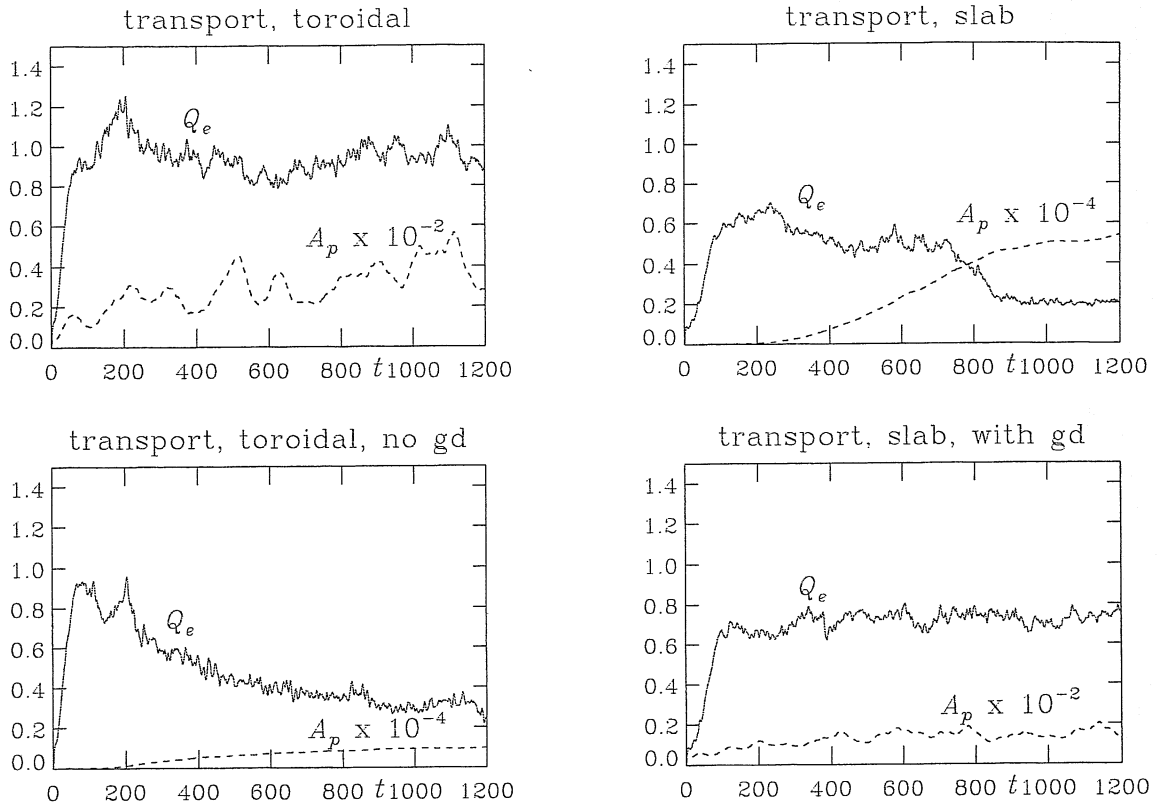 transport, toroidal
1.4
1.2
1.0
0.8
0.6
0.4
0.2
0.0
Q_e
A_p x 10^-2
0 200 400 600 800 t 1000 1200
transport, slab
1.4
1.2
1.0
0.8
0.6
0.4
0.2
0.0
Q_e
A_p x 10^-4
0 200 400 600 800 t 1000 1200
transport, toroidal, no gd
1.4
1.2
1.0
0.8
0.6
0.4
0.2
0.0
Q_e
A_p x 10^-4
0 200 400 600 800 t 1000 1200
transport, slab, with gd
1.4
1.2
1.0
0.8
0.6
0.4
0.2
0.0
Q_e
A_p x 10^-2
0 200 400 600 800 t 1000 1200